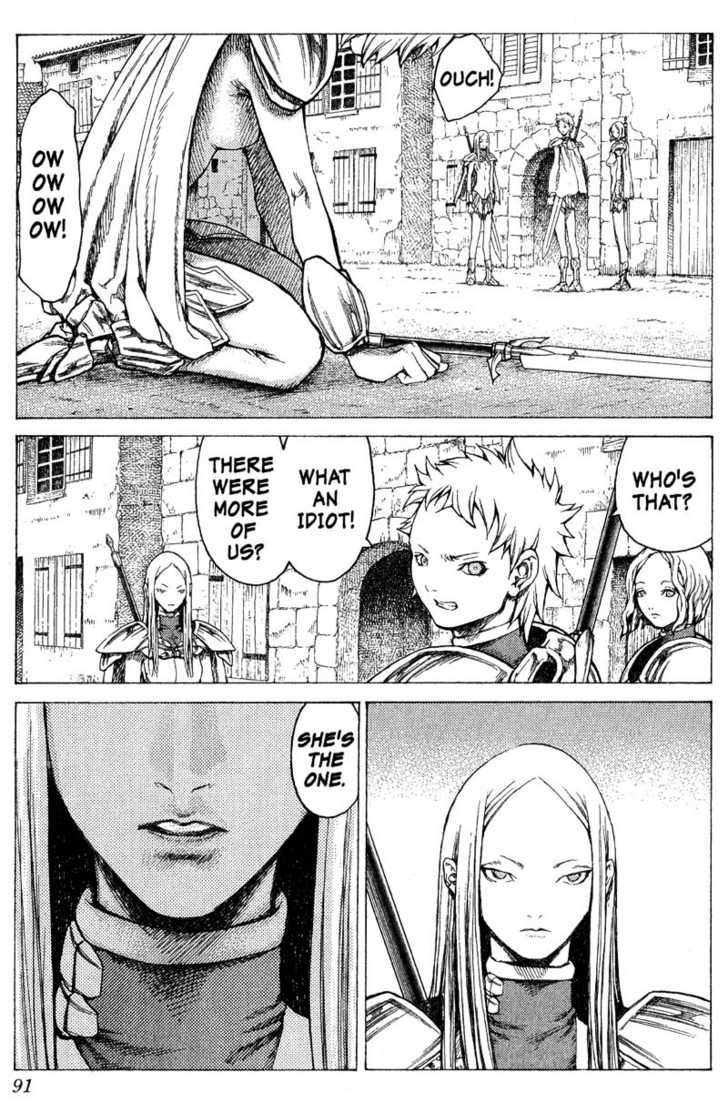 OUCH!
OW
OW
OW
OW!
WHO'S
THAT?
WHAT
AN
IDIOT!
THERE
WERE
MORE
OF
US?
SHE'S
THE
ONE.
91